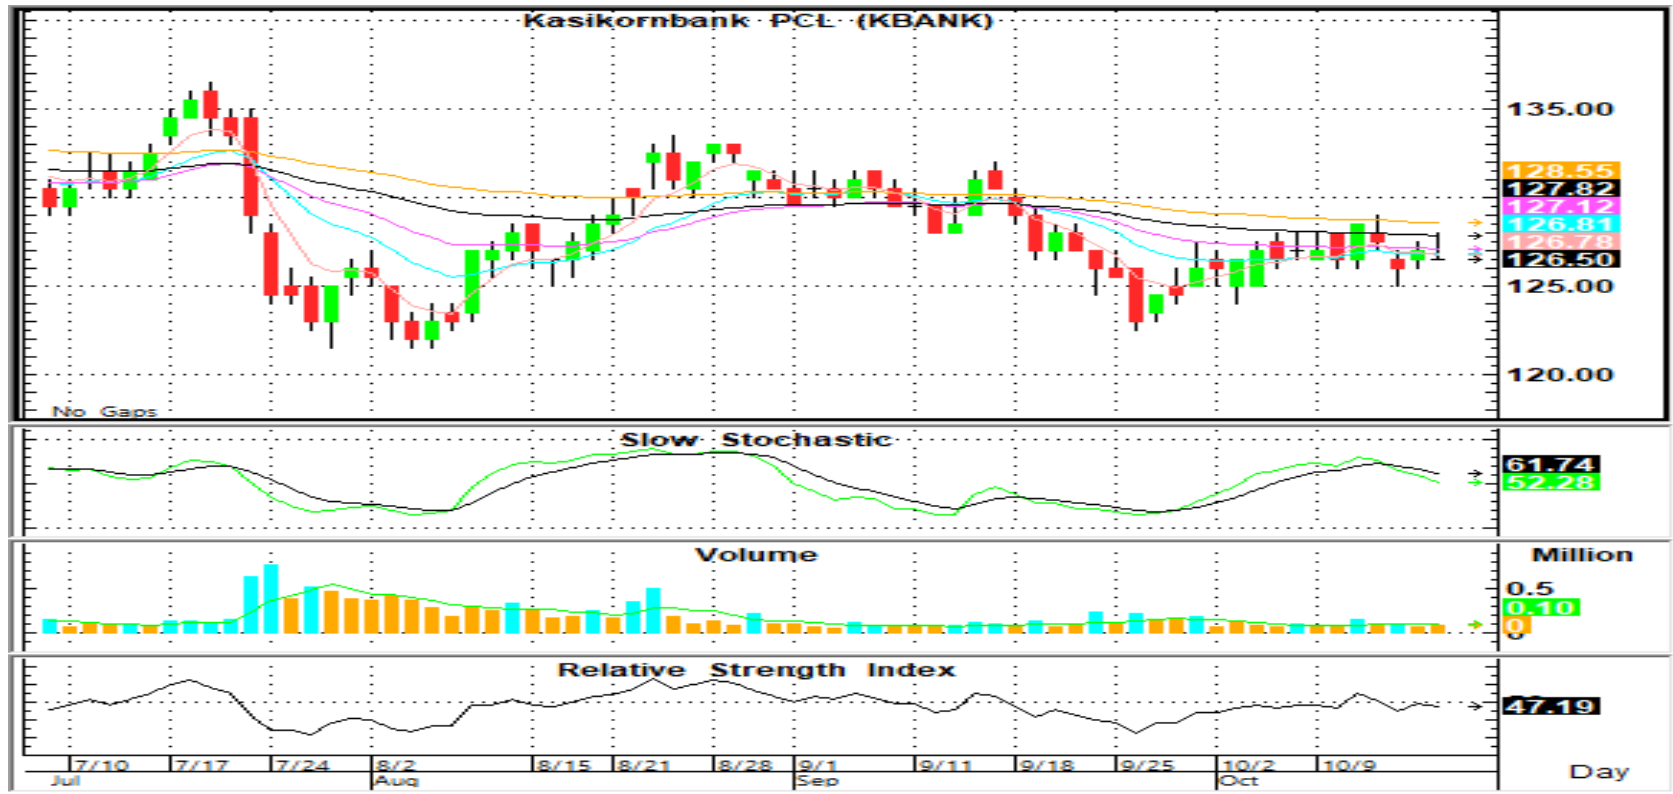 Kasikornbank PCL (KBANK)
135.00
128.55
127.82
127.12
126.81
126.78
126.50
125.00
120.00
No Gaps
Slow Stochastic
61.74
52.28
Volume Million
0.5
0.10
0
0
Relative Strength Index
47.19
7/10 7/17 7/24 8/2 8/15 8/21 8/28 9/1 9/11 9/18 9/25 10/2 10/9
Jul Aug Sep Oct Day